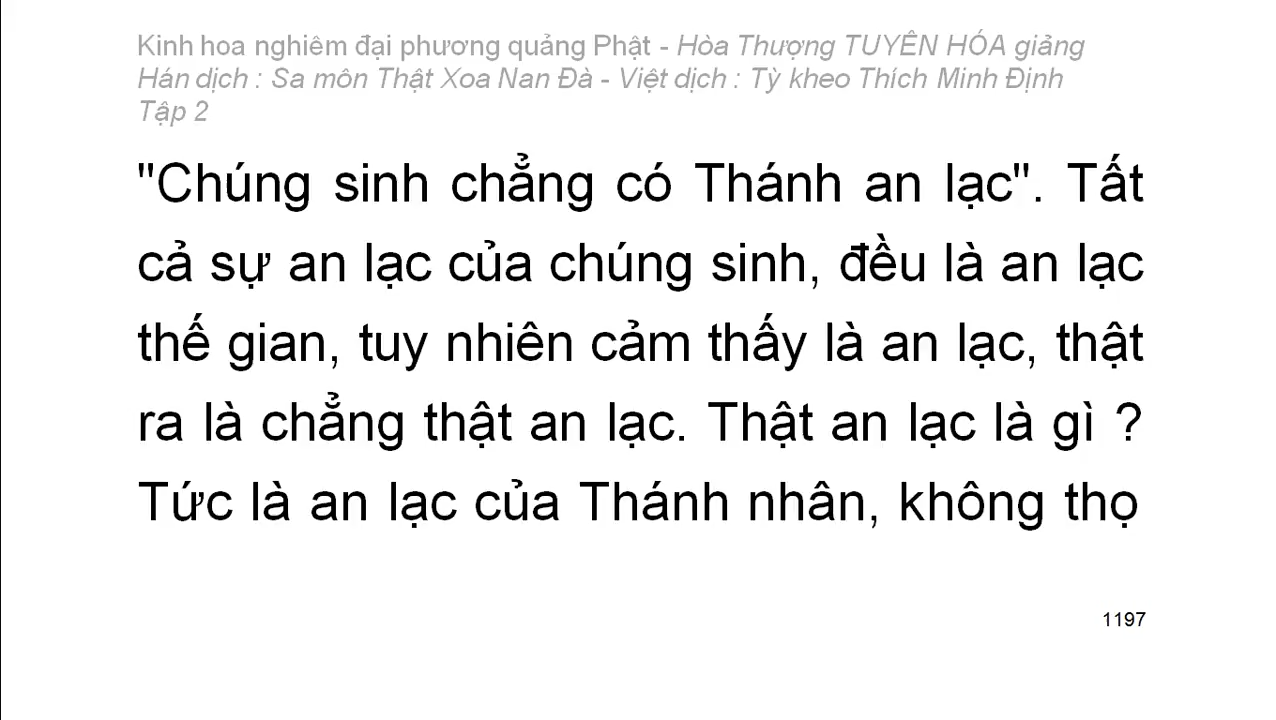 Kinh hoa nghiêm đại phương quảng Phật - Hòa Thượng TUYÊN HÓA giảng
Hán dịch : Sa môn Thật Xoa Nan Đà - Việt dịch : Tỳ kheo Thích Minh Định
Tập 2
"Chúng sinh chẳng có Thánh an lạc". Tất
cả sự an lạc của chúng sinh, đều là an lạc
thế gian, tuy nhiên cảm thấy là an lạc, thật
ra là chẳng thật an lạc. Thật an lạc là gì ?
Tức là an lạc của Thánh nhân, không thọ
1197